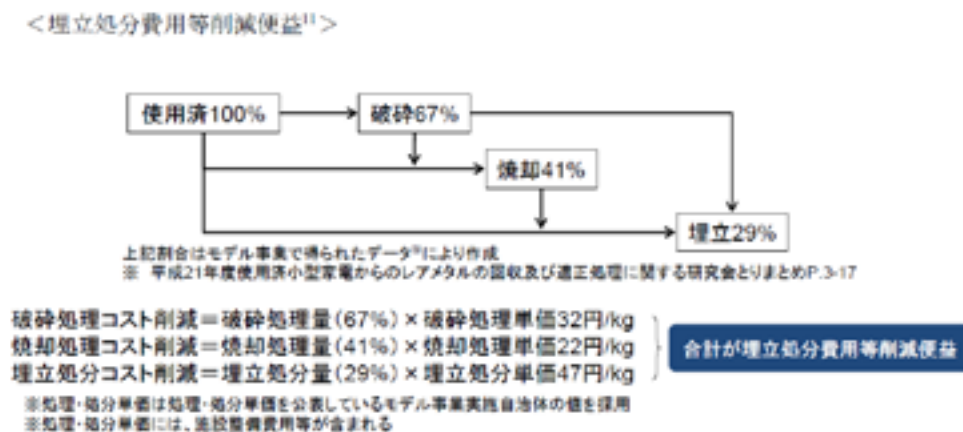 ＜埋立処分費用等削減便益11＞
使用済100%
破砕67%
焼却41%
埋立29%
上記割合はモデル事業で得られたデータ※により作成
※ 平成21年度使用済小型家電からのレアメタルの回収及び適正処理に関する研究会とりまとめP.3-17
破砕処理コスト削減＝破砕処理量(67%)×破砕処理単価32円/kg
焼却処理コスト削減＝焼却処理量(41%)×焼却処理単価22円/kg
埋立処分コスト削減＝埋立処分量(29%)×埋立処分単価47円/kg
合計が埋立処分費用等削減便益
※処理・処分単価は処理・処分単価を公表しているモデル事業実施自治体の値を採用
※処理・処分単価には、施設整備費用等が含まれる